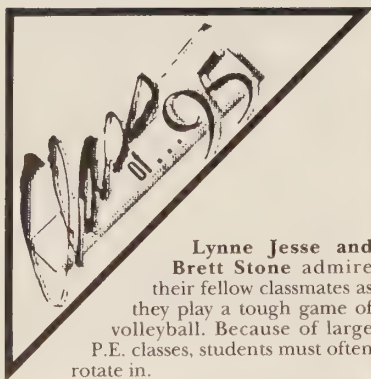 Class
of...95
Lynne Jesse and
Brett Stone admire
their fellow classmates as
they play a tough game of
volleyball. Because of large
P.E. classes, students must often
rotate in.